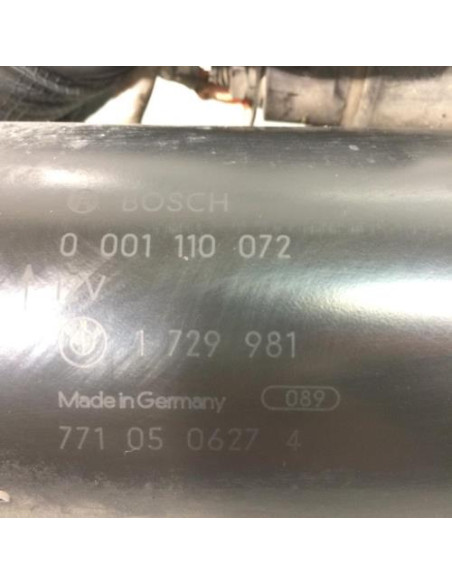 BOSCH
0 001 110 072
V
1 729 981
Made in Germany 089
771 05 0627 4